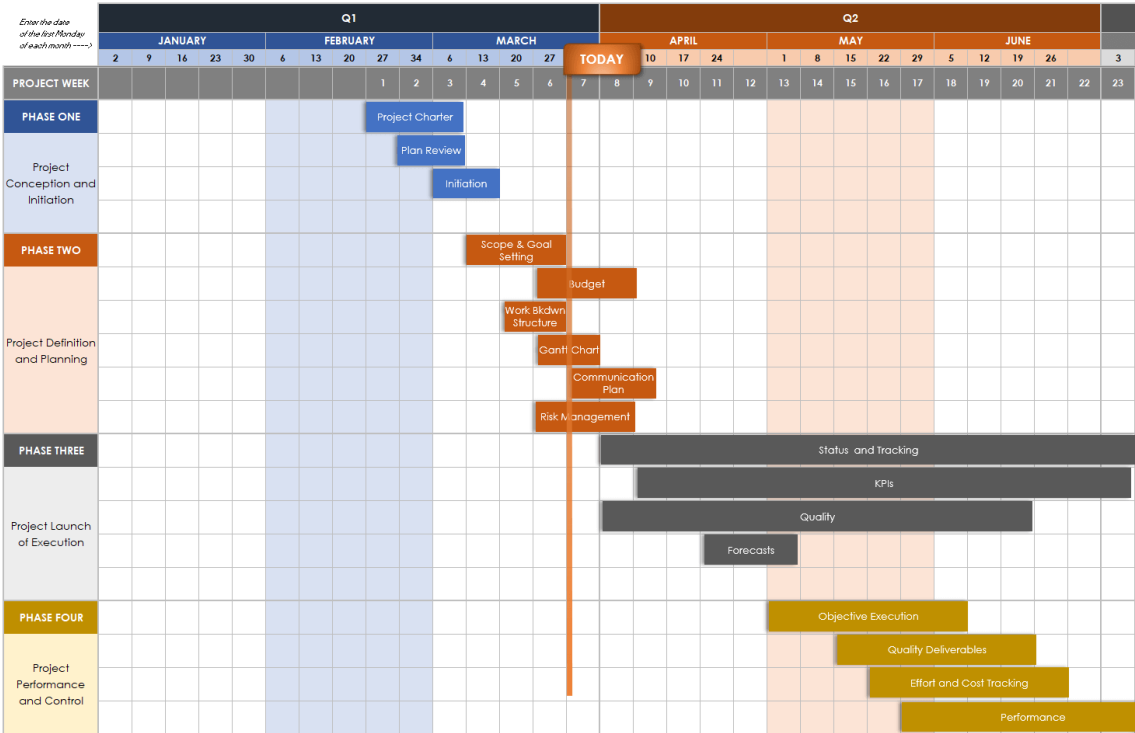 Enter the date
of the first Monday
of each month ---->
Q1 Q2
JANUARY FEBRUARY MARCH APRIL MAY JUNE
2 9 16 23 30 6 13 20 27 34 6 13 20 27 TODAY 10 17 24 1 8 15 22 29 5 12 19 26 3
PROJECT WEEK 1 2 3 4 5 6 7 8 9 10 11 12 13 14 15 16 17 18 19 20 21 22 23
PHASE ONE
Project Charter
Plan Review
Project
Conception and
Initiation
Initiation
PHASE TWO
Scope & Goal
Setting
Budget
Work Bkdwn
Structure
Project Definition
and Planning
Gantt Chart
Communication
Plan
Risk Management
PHASE THREE
Status and Tracking
KPIs
Project Launch
of Execution
Quality
Forecasts
PHASE FOUR
Objective Execution
Project
Performance
and Control
Quality Deliverables
Effort and Cost Tracking
Performance